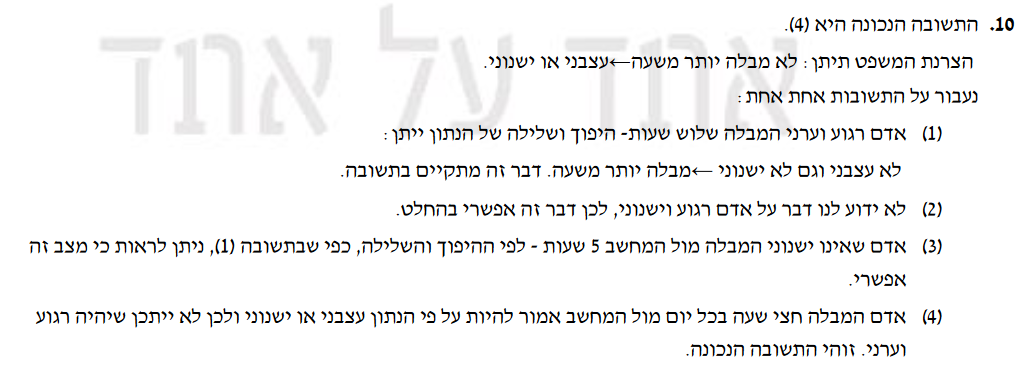 אחד על אחד
10. התשובה הנכונה היא (4).
הצרנת המשפט תיתן: לא מבלה יותר משעה←עצבני או ישנוני.
נעבור על התשובות אחת אחת:
(1) אדם רגוע וערני המבלה שלוש שעות- היפוך ושלילה של הנתון ייתן:
לא עצבני וגם לא ישנוני ←מבלה יותר משעה. דבר זה מתקיים בתשובה.
(2) לא ידוע לנו דבר על אדם רגוע וישנוני, לכן דבר זה אפשרי בהחלט.
(3) אדם שאינו ישנוני המבלה מול המחשב 5 שעות - לפי ההיפוך והשלילה, כפי שבתשובה (1), ניתן לראות כי מצב זה
אפשרי.
(4) אדם המבלה חצי שעה בכל יום מול המחשב אמור להיות על פי הנתון עצבני או ישנוני ולכן לא ייתכן שיהיה רגוע
וערני. זוהי התשובה הנכונה.